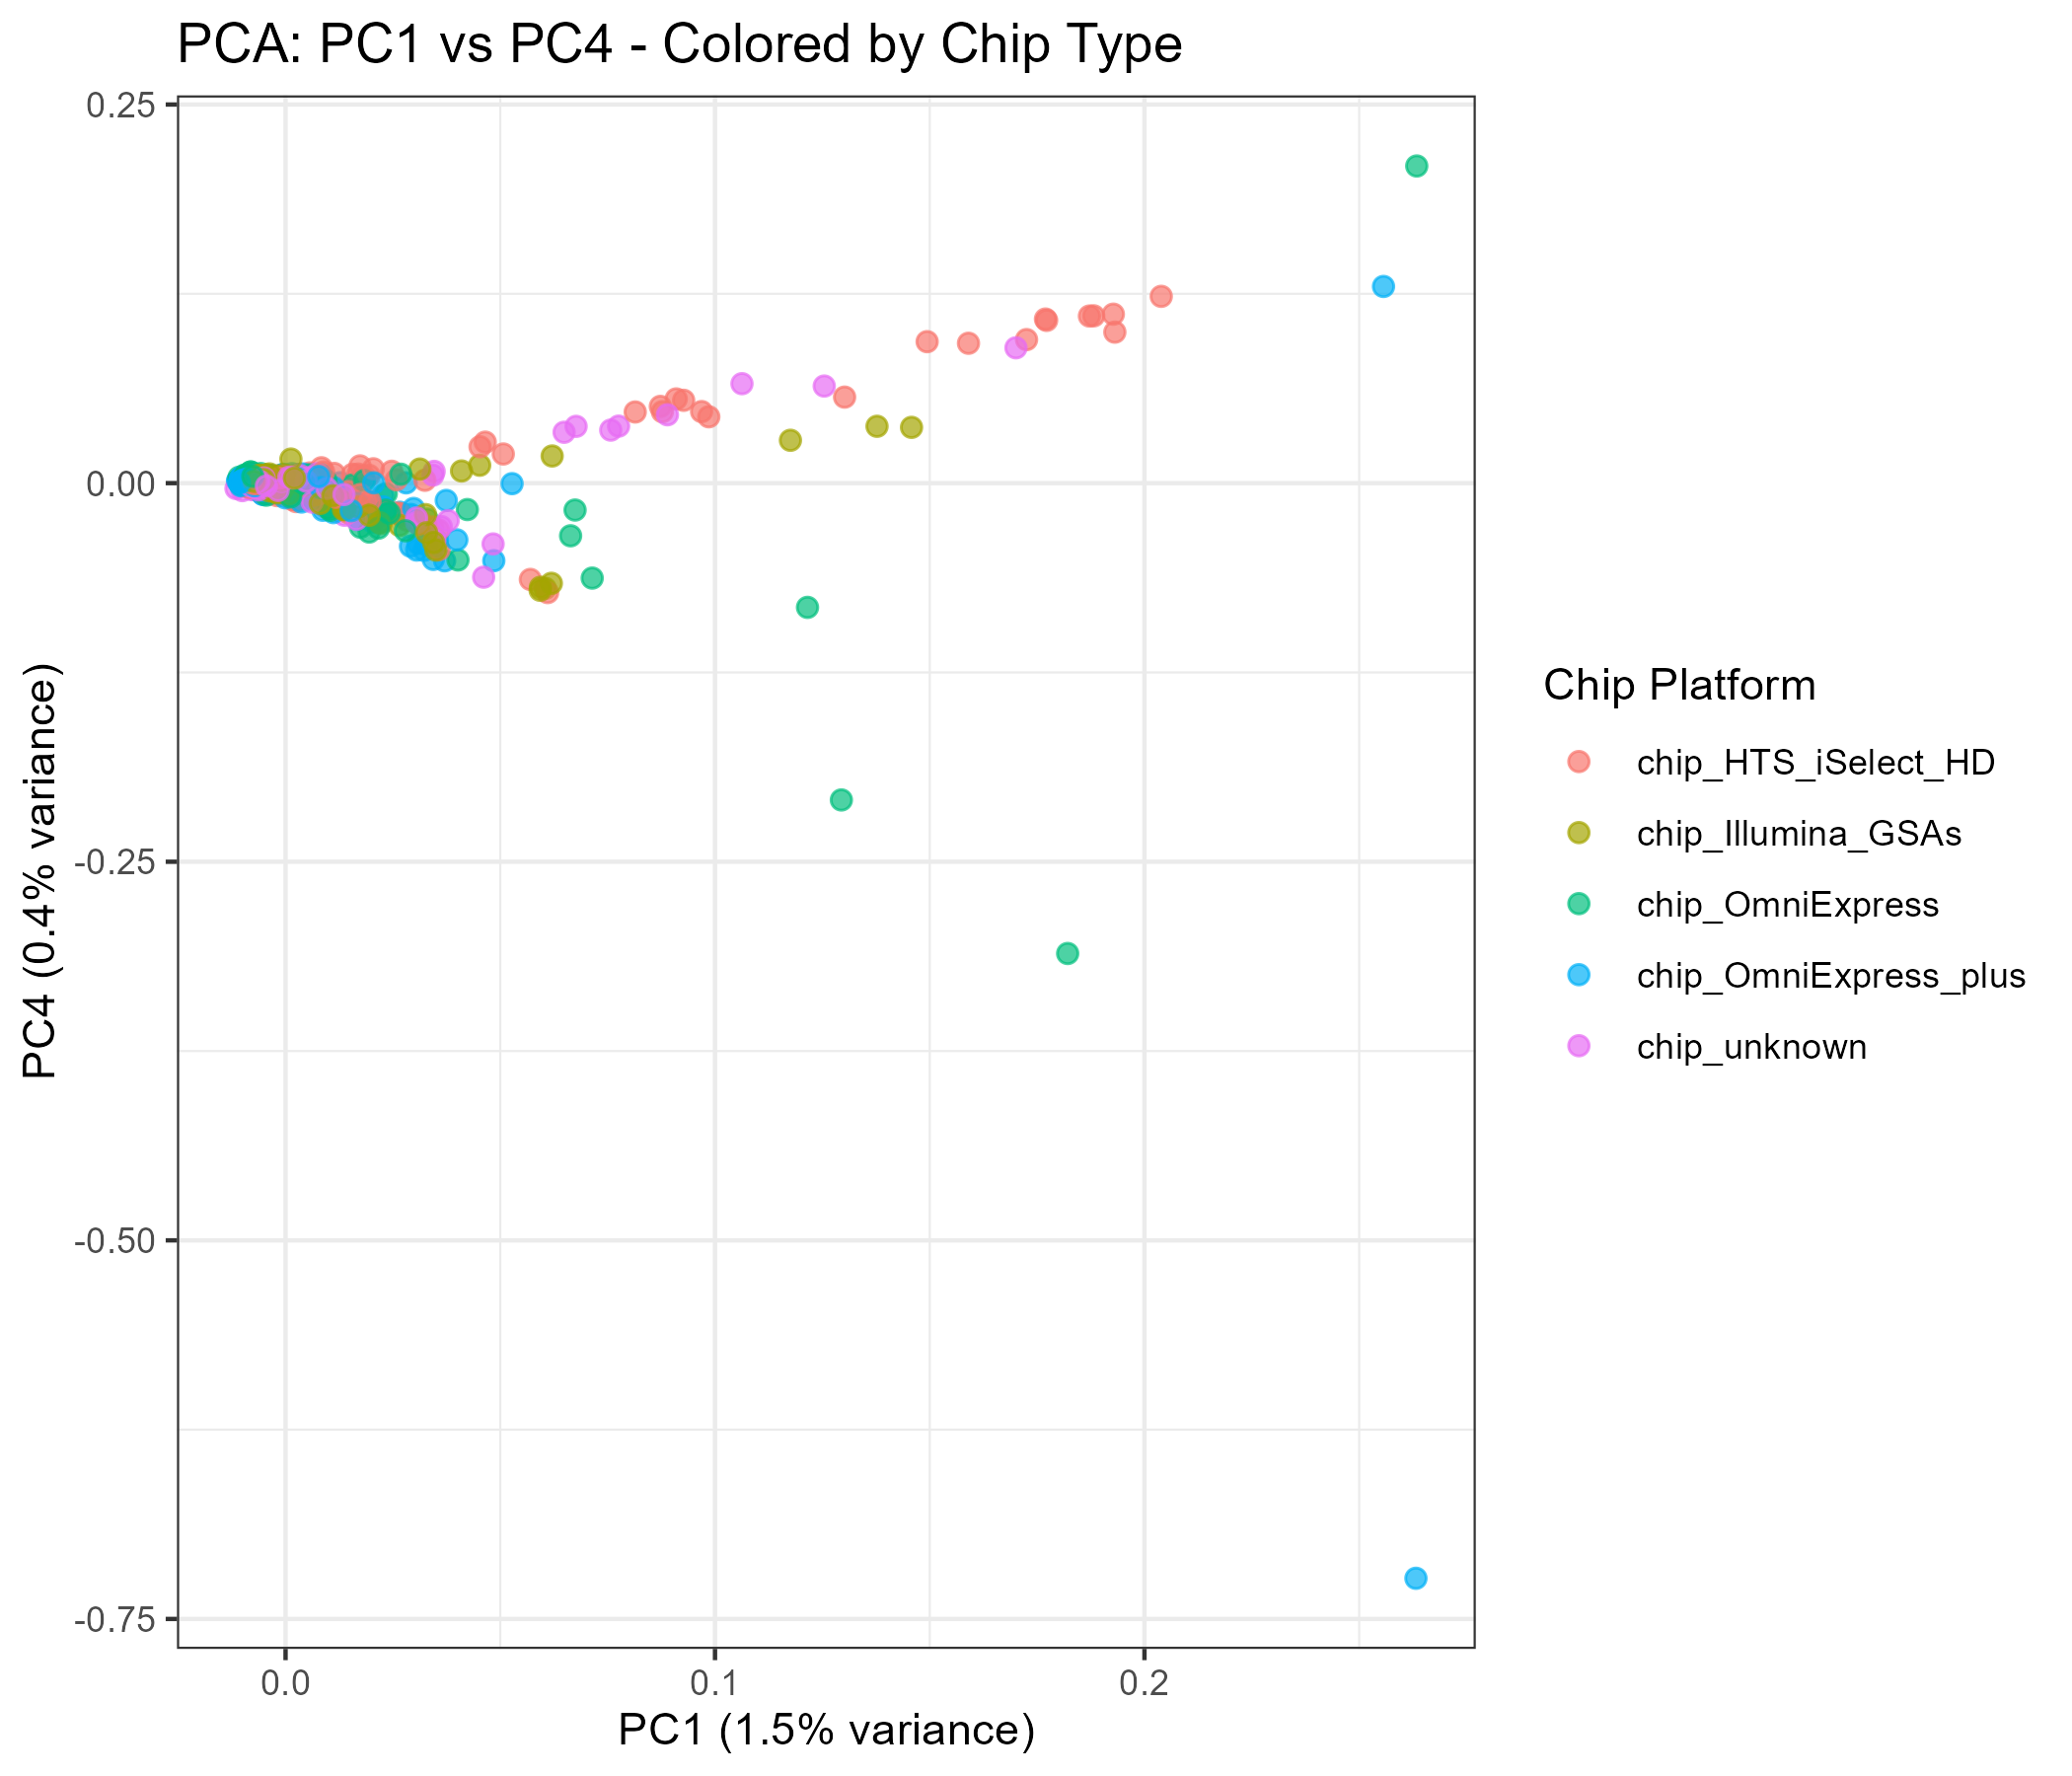 PCA: PC1 vs PC4 - Colored by Chip Type
0.25
0.00
-0.25
-0.50
-0.75
PC4 (0.4% variance)
0.0
0.1
0.2
PC1 (1.5% variance)
Chip Platform
chip_HTS_iSelect_HD
chip_Illumina_GSAs
chip_OmniExpress
chip_OmniExpress_plus
chip_unknown